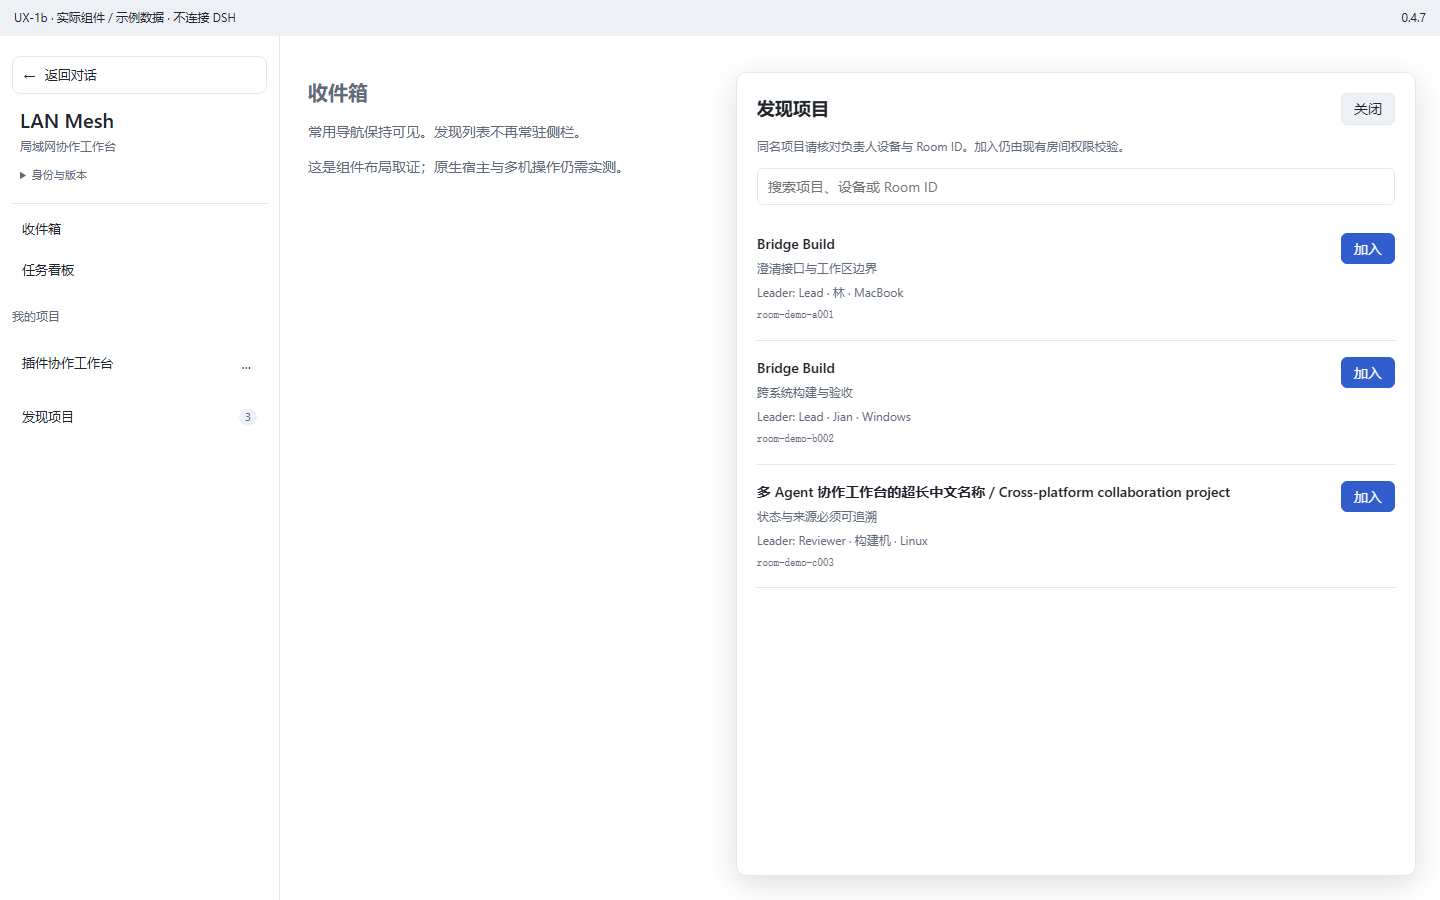 UX-1b · 实际组件 / 示例数据 · 不连接 DSH
0.4.7
← 返回对话
LAN Mesh
局域网协作工作台
▶ 身份与版本
收件箱
任务看板
我的项目
插件协作工作台
...
发现项目
3
收件箱
常用导航保持可见。发现列表不再常驻侧栏。
这是组件布局取证；原生宿主与多机操作仍需实测。
发现项目
关闭
同名项目请核对负责人设备与 Room ID。加入仍由现有房间权限校验。
搜索项目、设备或 Room ID
Bridge Build
加入
澄清接口与工作区边界
Leader: Lead · 林 · MacBook
room-demo-a001
Bridge Build
加入
跨系统构建与验收
Leader: Lead · Jian · Windows
room-demo-b002
多 Agent 协作工作台的超长中文名称 / Cross-platform collaboration project
加入
状态与来源必须可追溯
Leader: Reviewer · 构建机 · Linux
room-demo-c003